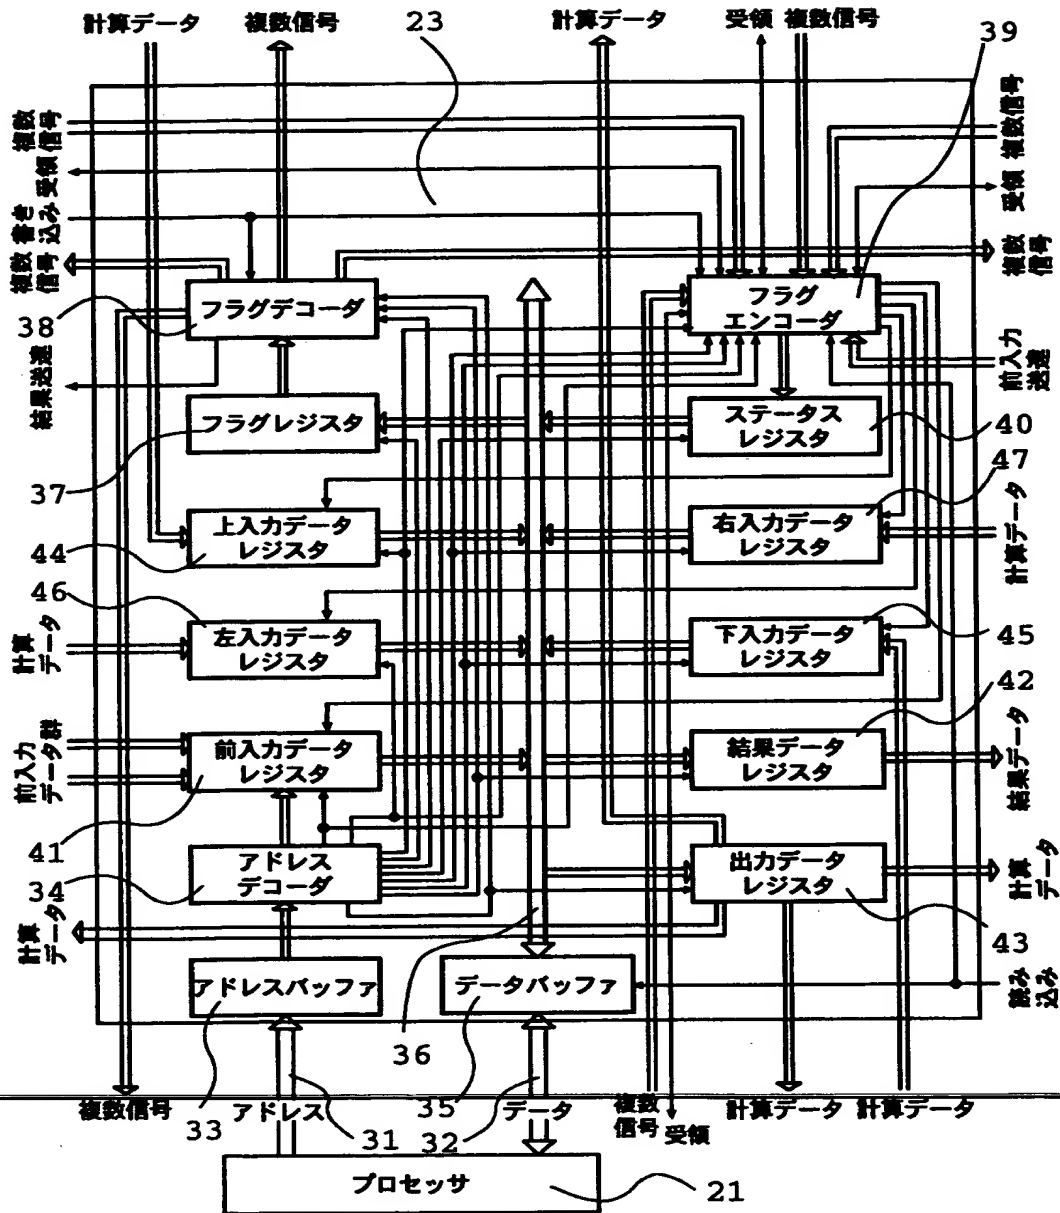 計算データ 複数信号 23 計算データ 受領 複数信号 39
複数
信号
受領
書き
込み
複数
信号
38
結果送達
複数信号
受領
複数
信号
前入力
送達
フラグデコーダ
フラグ
エンコーダ
フラグレジスタ
ステータス
レジスタ
40
37
47
上入力データ
レジスタ
右入力データ
レジスタ
計算データ
44
46
左入力データ
レジスタ
下入力データ
レジスタ
45
計算
データ
42
前入力
データ群
前入力データ
レジスタ
結果データ
レジスタ
結果データ
41
アドレス
デコーダ
出力データ
レジスタ
計算
データ
34
計算
データ
43
アドレスバッファ
データバッファ
読み
込み
36
複数信号
33
アドレス
31
35
32
データ
複数
信号
受領
計算データ
計算データ
プロセッサ
21